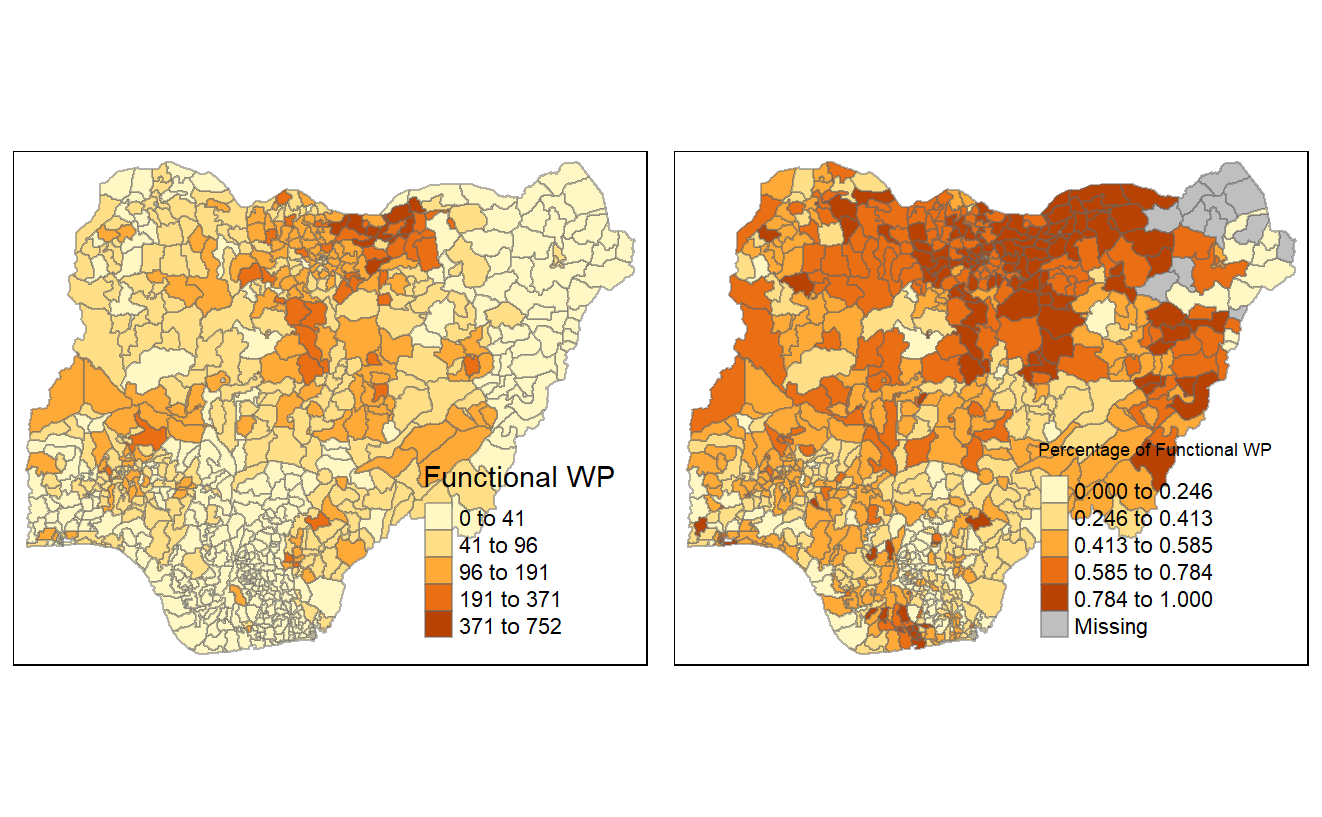 Functional WP
0 to 41
41 to 96
96 to 191
191 to 371
371 to 752
Percentage of Functional WP
0.000 to 0.246
0.246 to 0.413
0.413 to 0.585
0.585 to 0.784
0.784 to 1.000
Missing